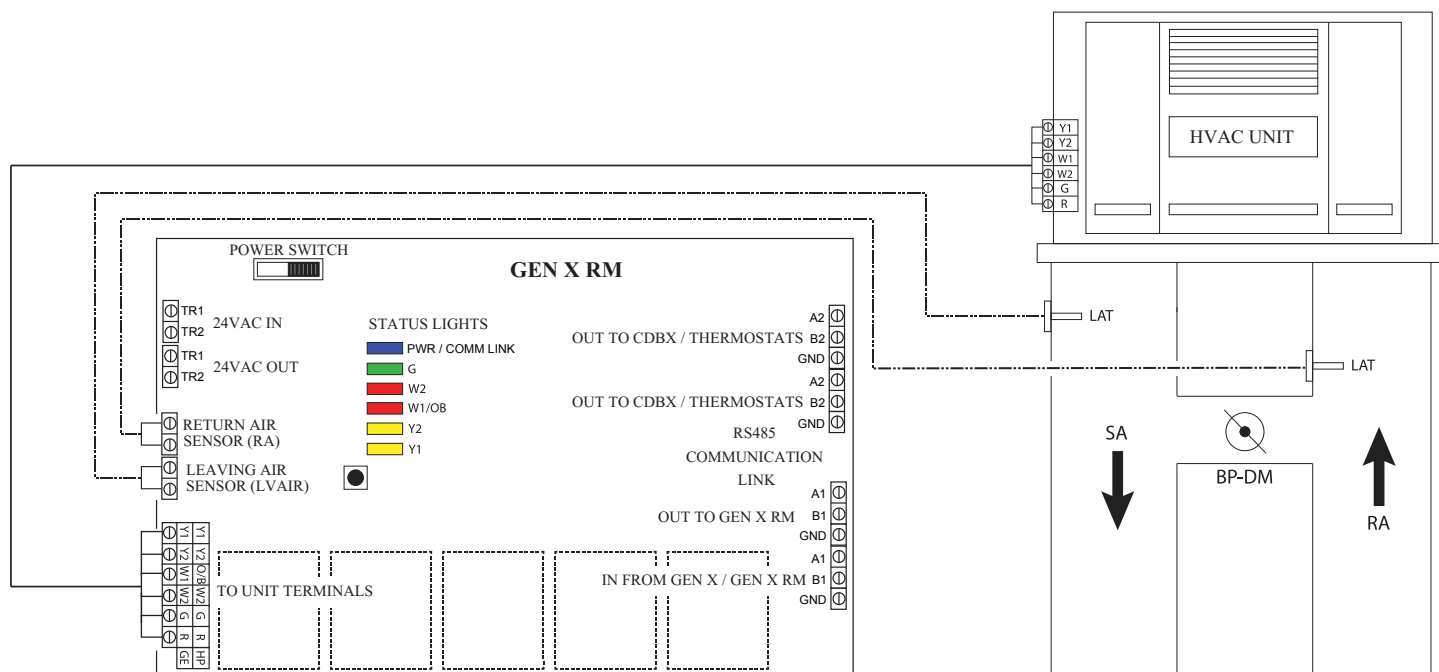 Y1
Y2
W1
W2
G
R
HVAC UNIT
POWER SWITCH
GEN X RM
TR1
TR2
24VAC IN
TR1
TR2
24VAC OUT
STATUS LIGHTS
PWR / COMM LINK
G
W2
W1/OB
Y2
Y1
RETURN AIR
SENSOR (RA)
LEAVING AIR
SENSOR (LVAIR)
A2
OUT TO CDBX / THERMOSTATS B2
GND
A2
OUT TO CDBX / THERMOSTATS B2
GND
RS485
COMMUNICATION
LINK
A1
OUT TO GEN X RM B1
GND
A1
IN FROM GEN X / GEN X RM B1
GND
Y1 Y1
Y2 Y2
W1 O/B
W2 W2
G G
R R
GE HP
TO UNIT TERMINALS
LAT
LAT
SA
BP-DM
RA